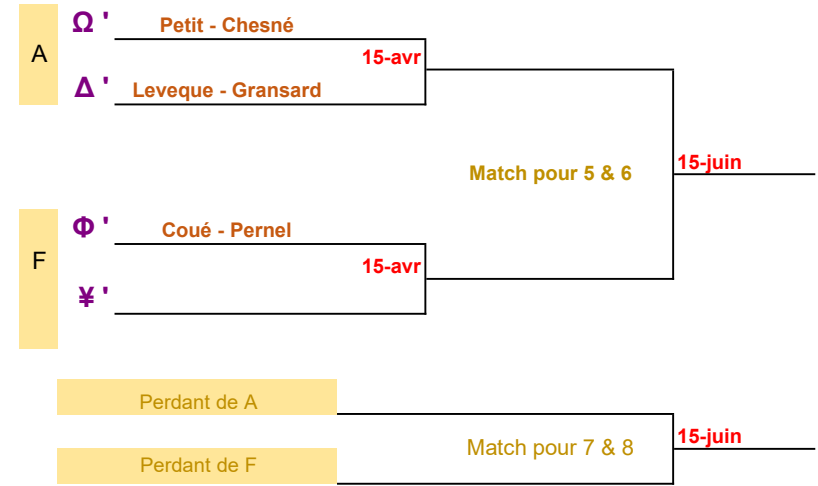 Ω ' Petit - Chesné
A 15-avr
Δ ' Leveque - Gransard
Match pour 5 & 6 15-juin
Φ ' Coué - Pernel
F 15-avr
¥ '
Perdant de A
Match pour 7 & 8 15-juin
Perdant de F